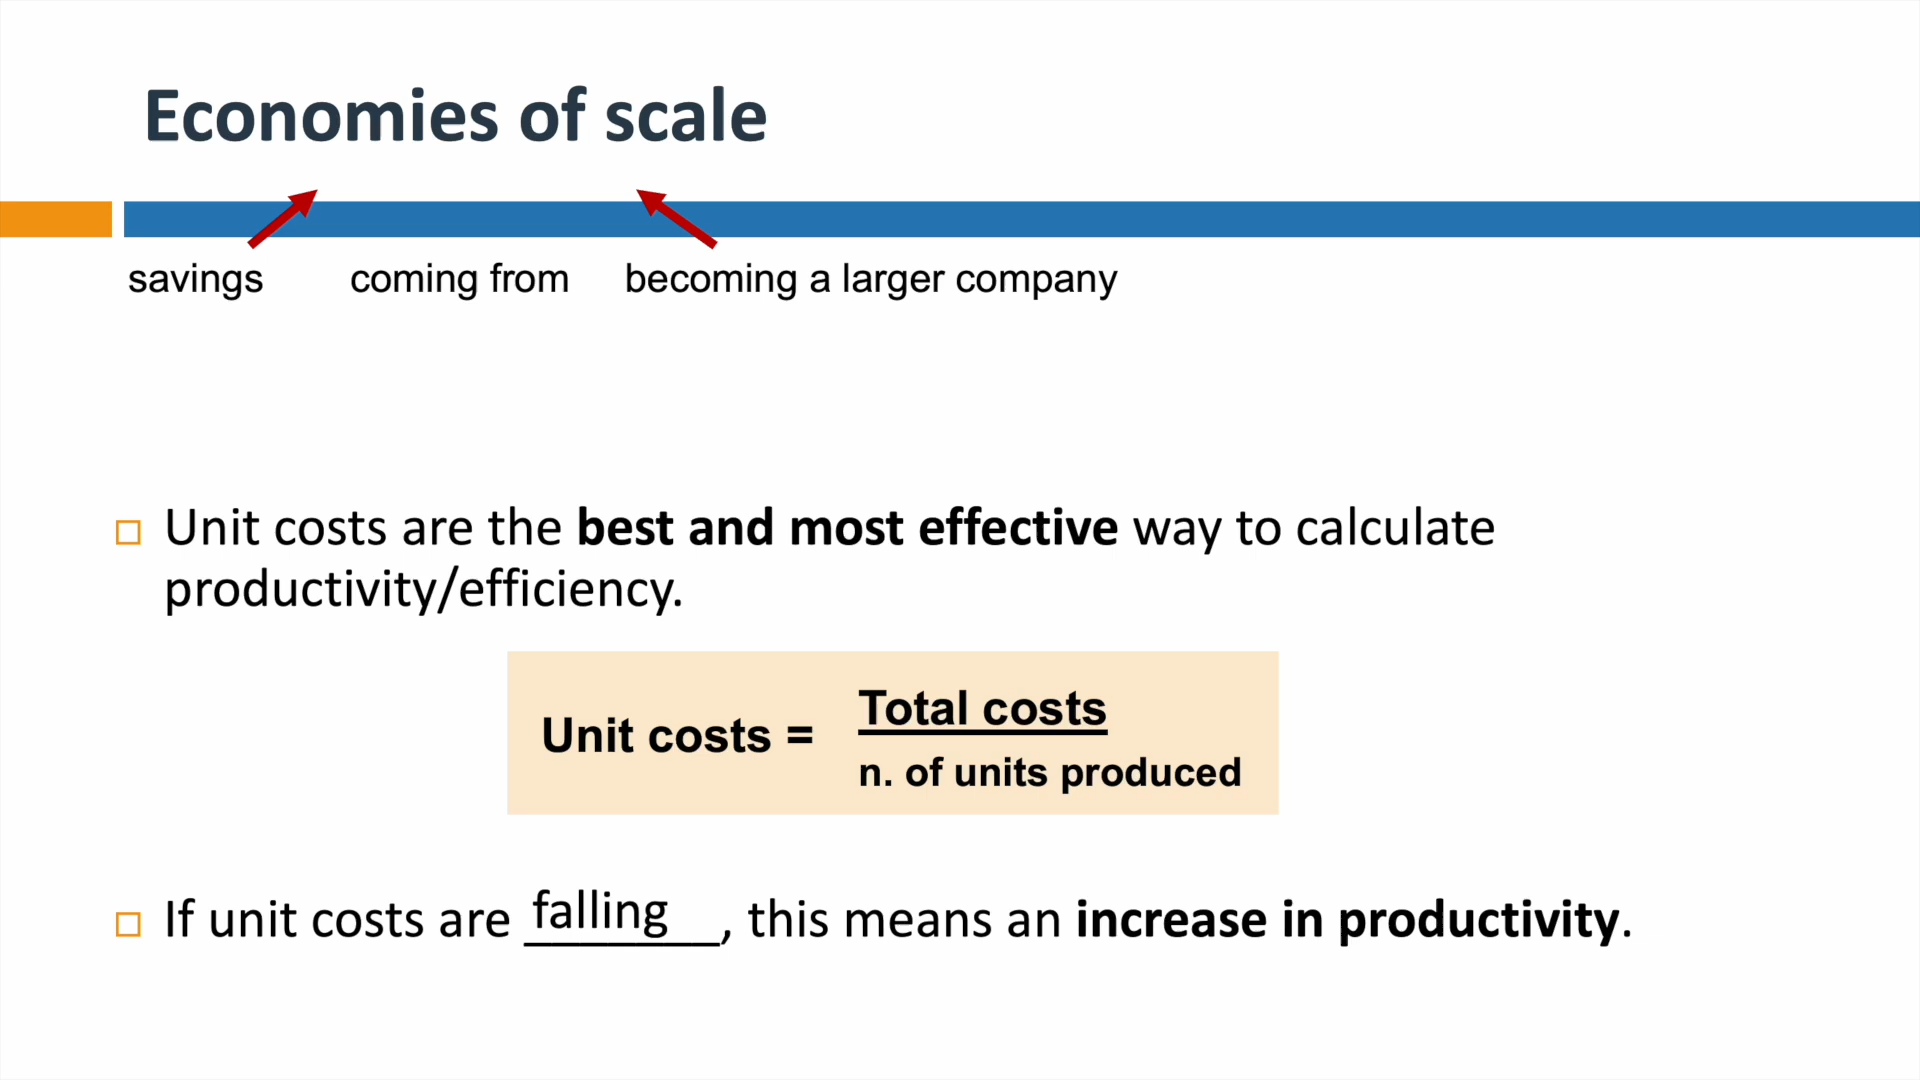 Economies of scale
savings coming from becoming a larger company
Unit costs are the best and most effective way to calculate
productivity/efficiency.
Unit costs = Total costs
n. of units produced
If unit costs are falling, this means an increase in productivity.